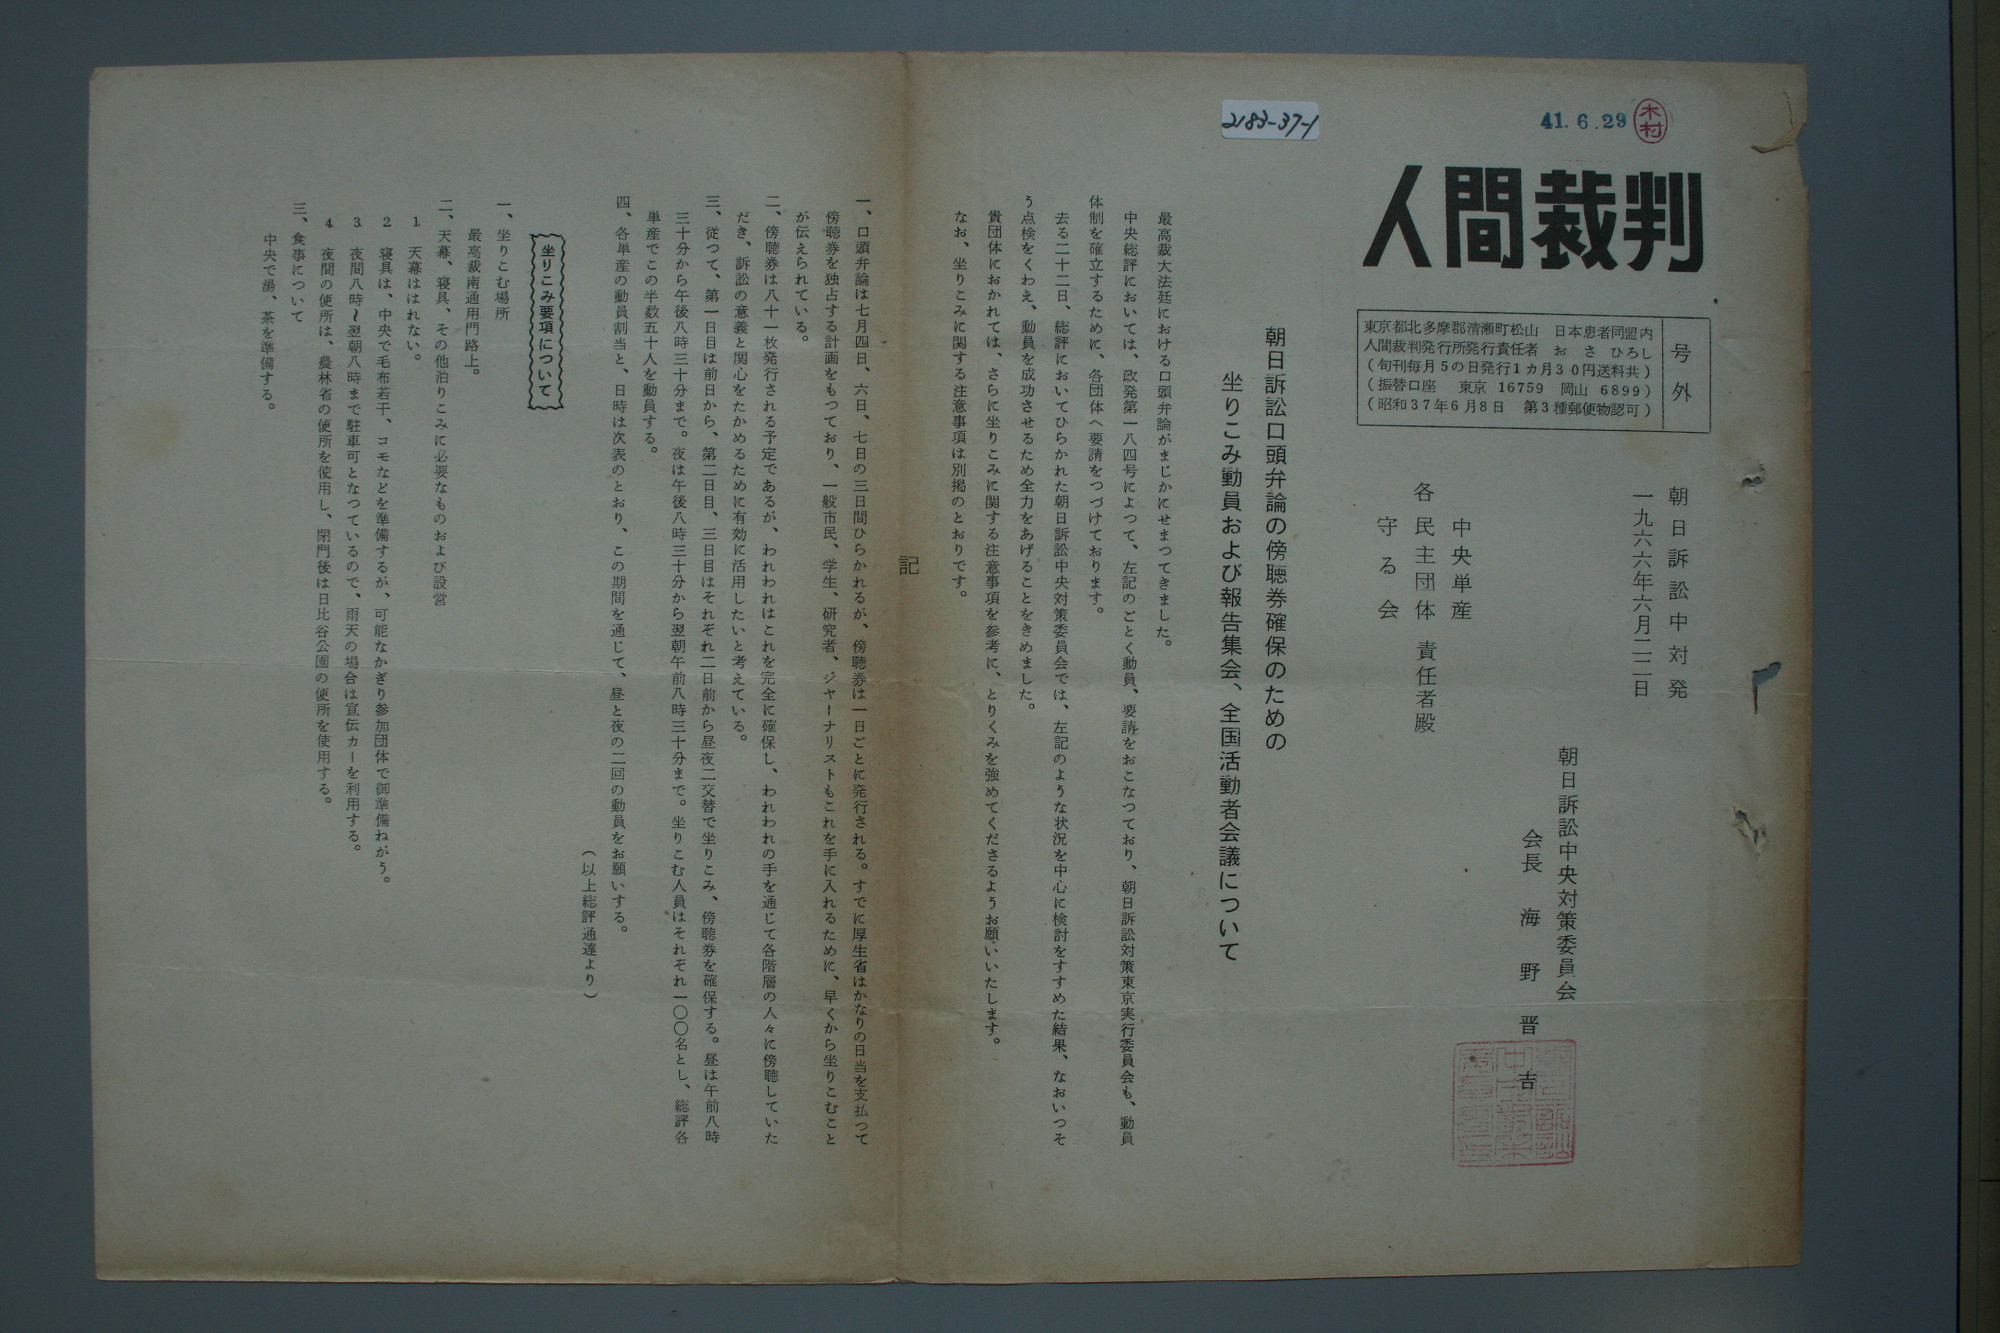 2183-37-1
41.6.29
木村
人間裁判
号外
東京都北多摩郡清瀬町松山 日本患者同盟内
人間裁判発行所発行責任者 おさ ひろし
(旬刊毎月5の日発行1ヵ月30円送料共)
(振替口座 東京 16759 岡山 6899)
(昭和37年6月8日 第3種郵便物認可)
朝日訴訟中対発
一九六六年六月二二日
朝日訴訟中央対策委員会
会長 海野晋吉
中央単産
各民主団体 責任者殿
守る会
朝日訴訟口頭弁論の傍聴券確保のための
坐りこみ動員および報告集会、全国活動者会議について
最高裁大法廷における口頭弁論がまじかにせまつてきました。
中央総評においては、政発第一八四号によつて、左記のごとく動員、要請をおこなつており、朝日訴訟対策東京実行委員会も、動員
体制を確立するために、各団体へ要請をつづけております。
去る二十二日、総評においてひらかれた朝日訴訟中央対策委員会では、左記のような状況を中心に検討をすすめた結果、なおいつそ
う点検をくわえ、動員を成功させるため全力をあげることをきめました。
貴団体におかれては、さらに坐りこみに関する注意事項を参考に、とりくみを強めてくださるようお願いいたします。
なお、坐りこみに関する注意事項は別掲のとおりです。
記
一、口頭弁論は七月四日、六日、七日の三日間ひらかれるが、傍聴券は一日ごとに発行される。すでに厚生省はかなりの日当を支払つて
傍聴券を独占する計画をもつており、一般市民、学生、研究者、ジャーナリストもこれを手に入れるために、早くから坐りこむこと
が伝えられている。
二、傍聴券は八十一枚発行される予定であるが、われわれはこれを完全に確保し、われわれの手を通じて各階層の人々に傍聴していた
だき、訴訟の意義と関心をたかめるために有効に活用したいと考えている。
三、従つて、第一日目は前日から、第二日目、三日目はそれぞれ二日前から昼夜二交替で坐りこみ、傍聴券を確保する。昼は午前八時
三十分から午後八時三十分まで。夜は午後八時三十分から翌朝午前八時三十分まで。坐りこむ人員はそれぞれ一〇〇名とし、総評各
単産でこの半数五十人を動員する。
四、各単産の動員割当と、日時は次表のとおり、この期間を通じて、昼と夜の二回の動員をお願いする。
(以上総評通達より)
坐りこみ要項について
一、坐りこむ場所
最高裁南通用門路上。
二、天幕、寝具、その他泊りこみに必要なものおよび設営
1 天幕ははれない。
2 寝具は、中央で毛布若干、コモなどを準備するが、可能なかぎり参加団体で御準備ねがう。
3 夜間八時〜翌朝八時まで駐車可となつているので、雨天の場合は宣伝カーを利用する。
4 夜間の便所は、農林省の便所を使用し、閉門後は日比谷公園の便所を使用する。
三、食事について
中央で湯、茶を準備する。